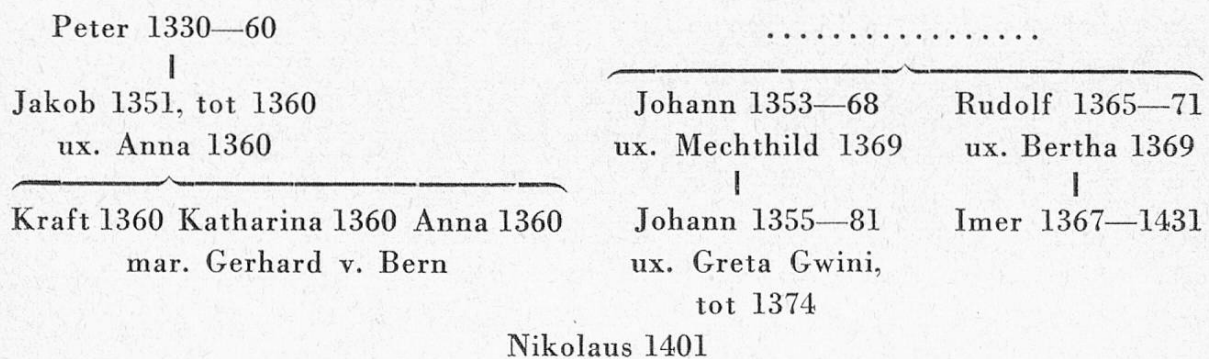 Peter 1330—60 . . . . . . . . . . . . . . . . . .
Jakob 1351, tot 1360 Johann 1353—68 Rudolf 1365—71
ux. Anna 1360 ux. Mechthild 1369 ux. Bertha 1369
Kraft 1360 Katharina 1360 Anna 1360 Johann 1355—81 Imer 1367—1431
mar. Gerhard v. Bern ux. Greta Gwini,
tot 1374
Nikolaus 1401